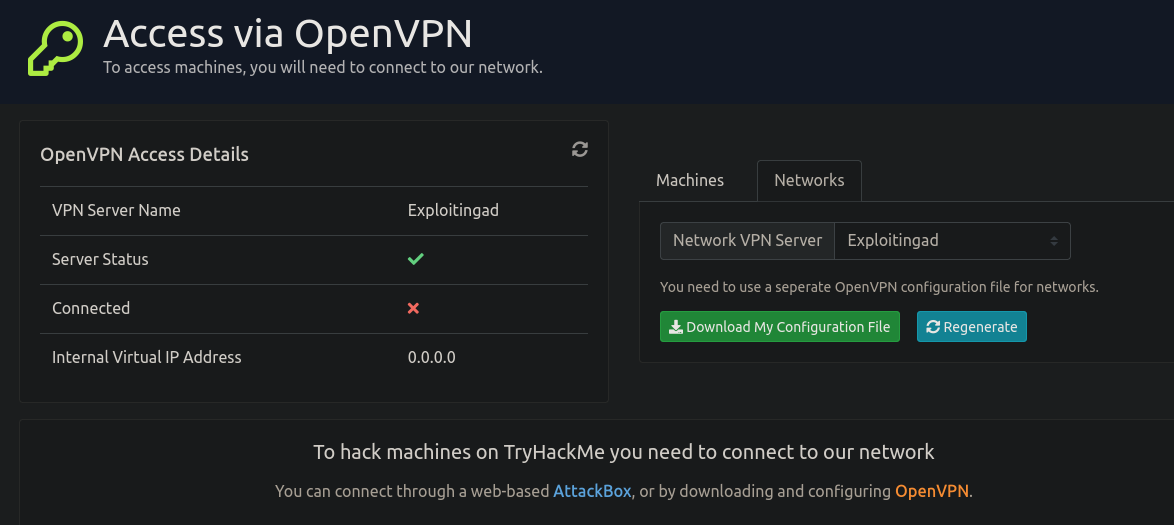 Access via OpenVPN
To access machines, you will need to connect to our network.
OpenVPN Access Details
VPN Server Name Exploitingad
Server Status
Connected
Internal Virtual IP Address 0.0.0.0
Machines Networks
Network VPN Server Exploitingad
You need to use a seperate OpenVPN configuration file for networks.
Download My Configuration File Regenerate
To hack machines on TryHackMe you need to connect to our network
You can connect through a web-based AttackBox, or by downloading and configuring OpenVPN.